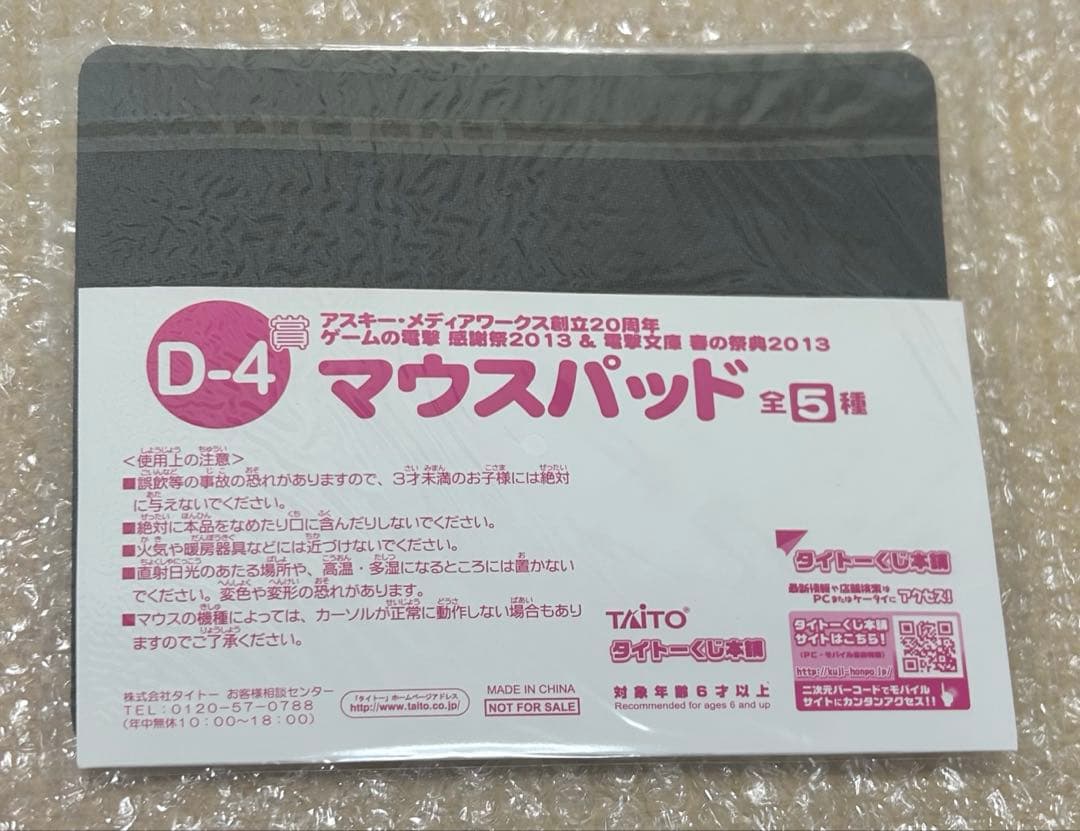 D-4
賞
アスキー・メディアワークス創立20周年
ゲームの電撃 感謝祭2013 & 電撃文庫 春の祭典2013
マウスパッド 全5種
<使用上の注意>
■誤飲等の事故の恐れがありますので、3才未満のお子様には絶対
に与えないでください。
■絶対に本品をなめたり口に含んだりしないでください。
■火気や暖房器具などには近づけないでください。
■直射日光のあたる場所や、高温・多湿になるところには置かない
でください。変色や変形の恐れがあります。
■マウスの機種によっては、カーソルが正常に動作しない場合もあり
ますのでご了承ください。
株式会社タイトー お客様相談センター
TEL:0120-57-0788
(年中無休10:00~18:00)
「タイトー」ホームページアドレス
http://www.taito.co.jp/
MADE IN CHINA
NOT FOR SALE
TAITO
タイトーくじ本舗
対象年齢6才以上
Recommended for ages 6 and up
タイトーくじ本舗
最新情報や店舗検索は
PCまたはケータイにアクセス!
タイトーくじ本舗
サイトはこちら!
(PC・モバイル
http://kuji-honpo.jp/
二次元バーコードでモバイル
サイトにカンタンアクセス!!